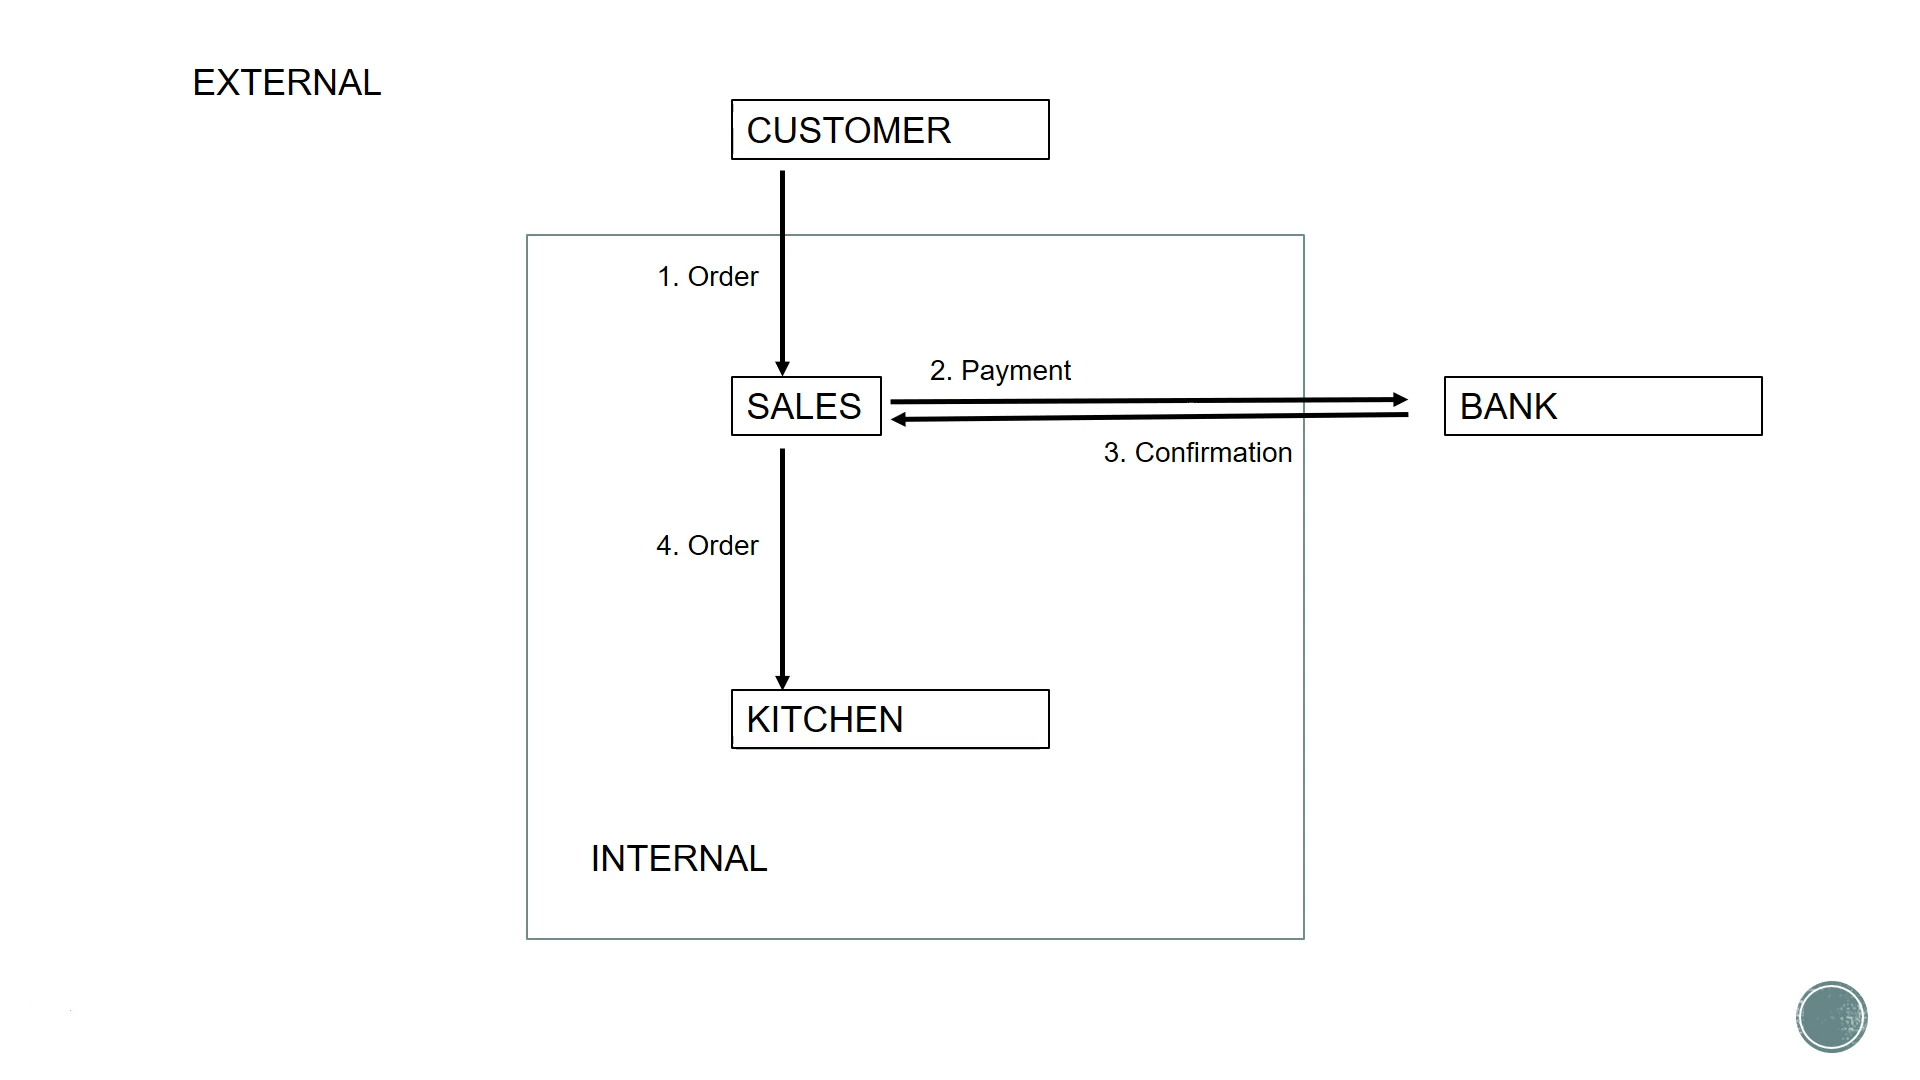 EXTERNAL
CUSTOMER
1. Order
2. Payment
SALES
BANK
3. Confirmation
4. Order
KITCHEN
INTERNAL